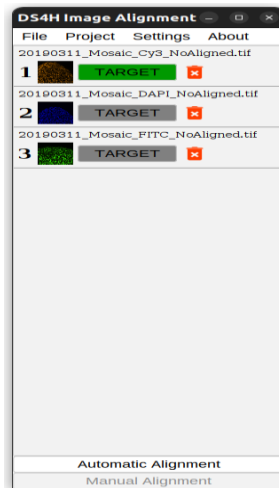 DS4H Image Alignment
File Project Settings About
20190311_Mosaic_Cy3_NoAligned.tif
1 TARGET
20190311_Mosaic_DAPI_NoAligned.tif
2 TARGET
20190311_Mosaic_FITC_NoAligned.tif
3 TARGET
Automatic Alignment
Manual Alignment